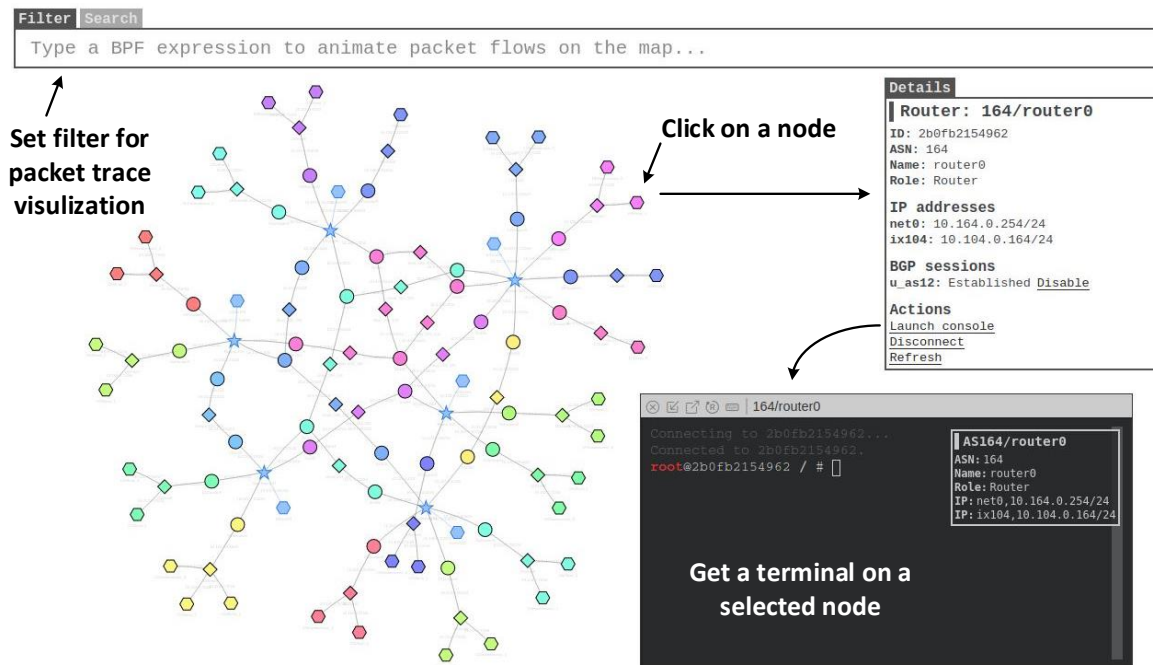 Filter Search
Type a BPF expression to animate packet flows on the map...
Set filter for
packet trace
visulization
Click on a node
Details
Router: 164/router0
ID: 2b0fb2154962
ASN: 164
Name: router0
Role: Router
IP addresses
net0: 10.164.0.254/24
ix104: 10.104.0.164/24
BGP sessions
u_as12: Established Disable
Actions
Launch console
Disconnect
Refresh
164/router0
Connecting to 2b0fb2154962...
Connected to 2b0fb2154962.
root@2b0fb2154962 / #
AS164/router0
ASN: 164
Name: router0
Role: Router
IP: net0,10.164.0.254/24
IP: ix104,10.104.0.164/24
Get a terminal on a
selected node